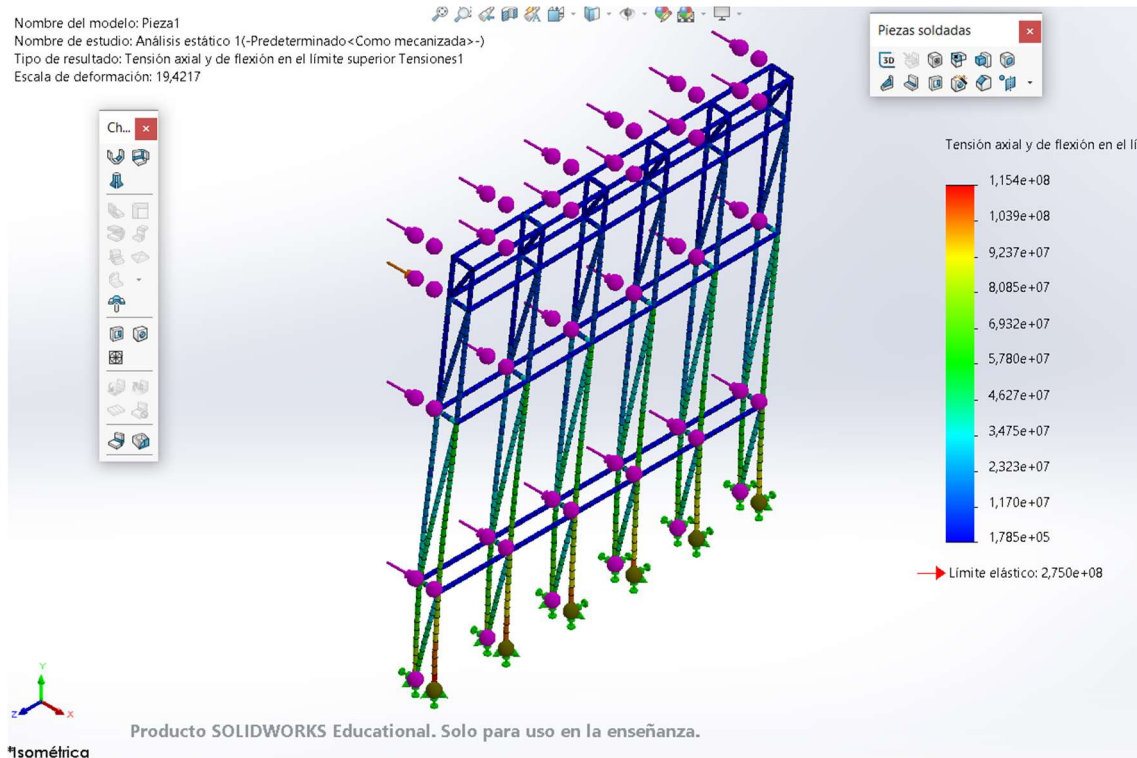 Nombre del modelo: Pieza1
Nombre de estudio: Análisis estático 1(-Predeterminado<Como mecanizada>-)
Tipo de resultado: Tensión axial y de flexión en el límite superior Tensiones1
Escala de deformación: 19,4217
Piezas soldadas
3D
Ch...
Tensión axial y de flexión en el lí
1,154e+08
1,039e+08
9,237e+07
8,085e+07
6,932e+07
5,780e+07
4,627e+07
3,475e+07
2,323e+07
1,170e+07
1,785e+05
Límite elástico: 2,750e+08
Y
Z
X
Producto SOLIDWORKS Educational. Solo para uso en la enseñanza.
*Isométrica